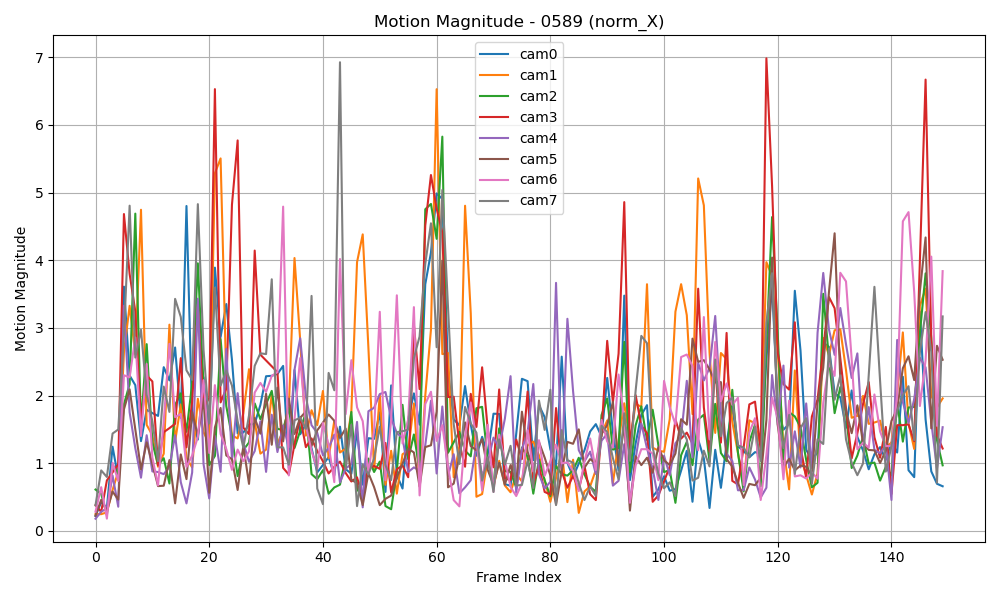 Motion Magnitude - 0589 (norm_X)
cam0
cam1
cam2
cam3
cam4
cam5
cam6
cam7
Motion Magnitude
7
6
5
4
3
2
1
0
0 20 40 60 80 100 120 140
Frame Index